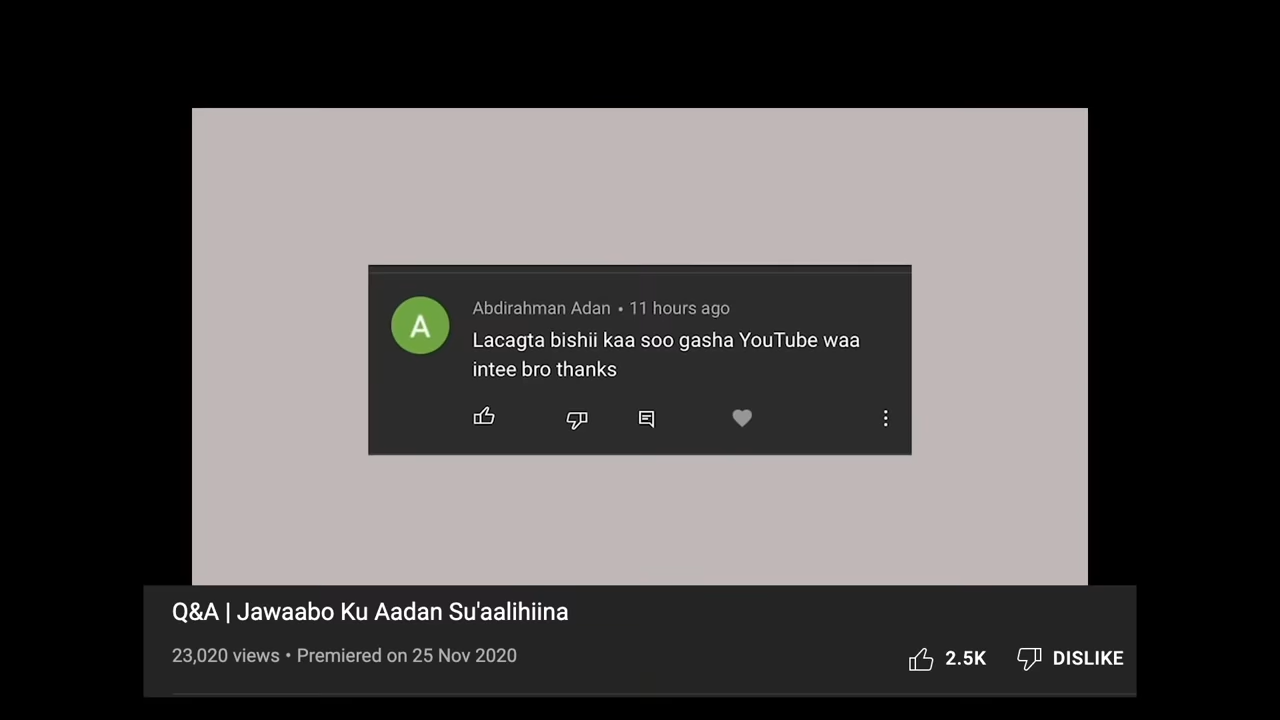 A
Abdirahman Adan • 11 hours ago
Lacagta bishii kaa soo gasha YouTube waa
intee bro thanks
Q&A | Jawaabo Ku Aadan Su'aalihiina
23,020 views • Premiered on 25 Nov 2020
2.5K DISLIKE